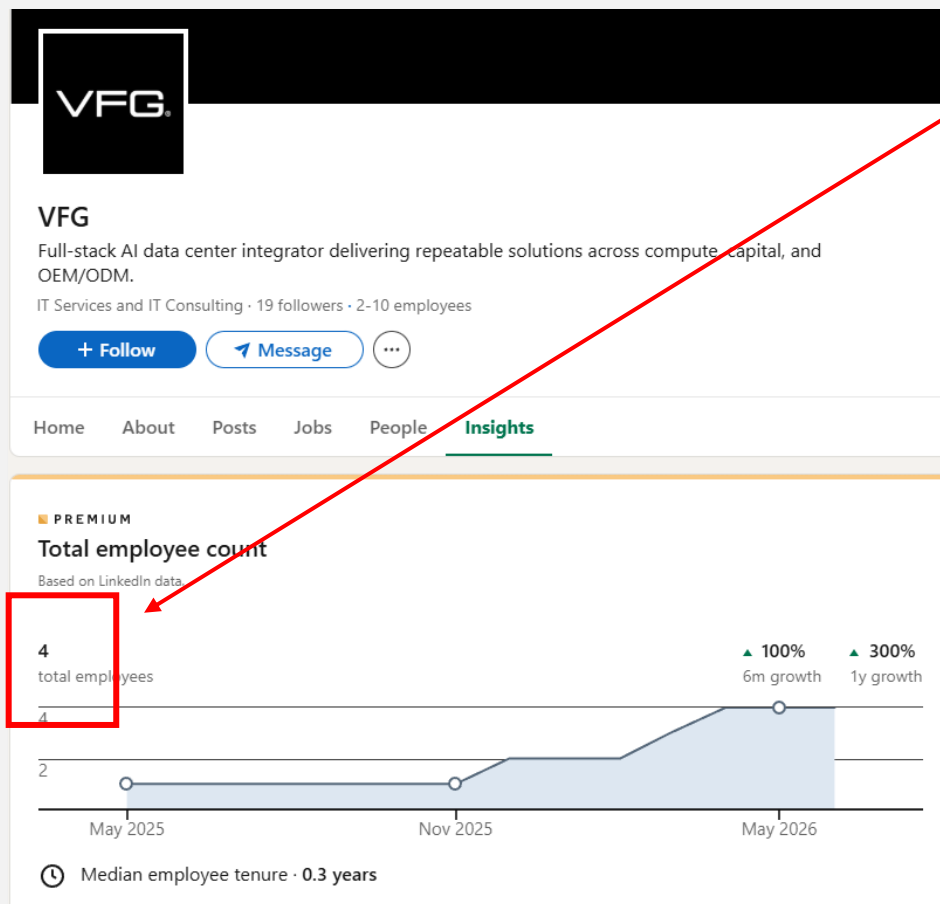 VFG®
VFG
Full-stack AI data center integrator delivering repeatable solutions across compute, capital, and
OEM/ODM.
IT Services and IT Consulting · 19 followers · 2-10 employees
+ Follow
Message
Home About Posts Jobs People Insights
PREMIUM
Total employee count
Based on LinkedIn data.
4
total employees
100%
6m growth
300%
1y growth
4
2
May 2025 Nov 2025 May 2026
Median employee tenure · 0.3 years